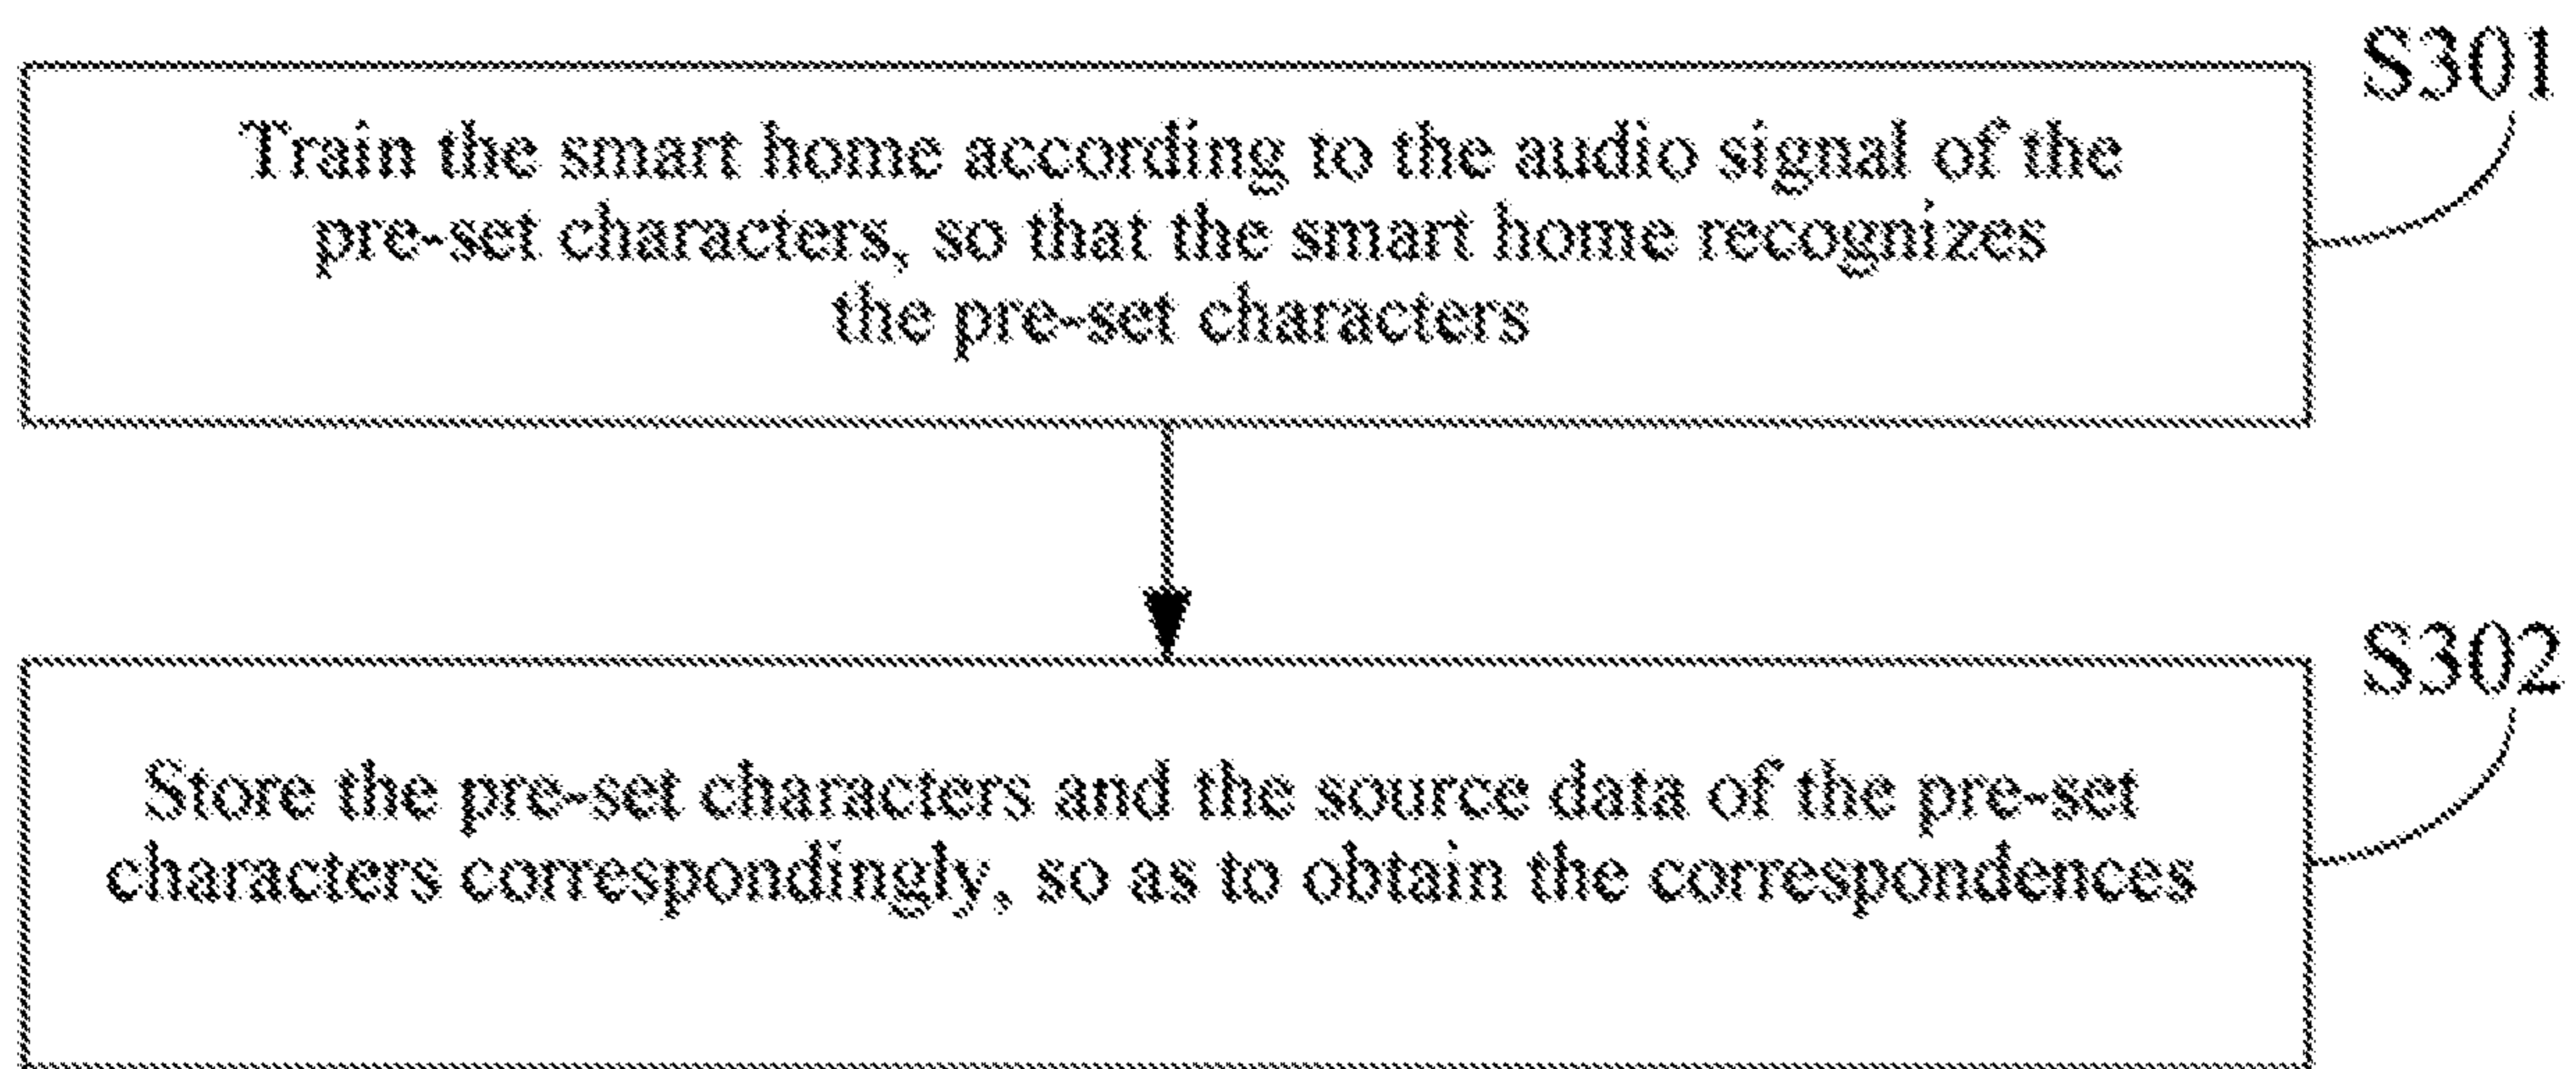 S301
Train the smart home according to the audio signal of the
pre-set characters, so that the smart home recognizes
the pre-set characters
S302
Store the pre-set characters and the source data of the pre-set
characters correspondingly, so as to obtain the correspondences